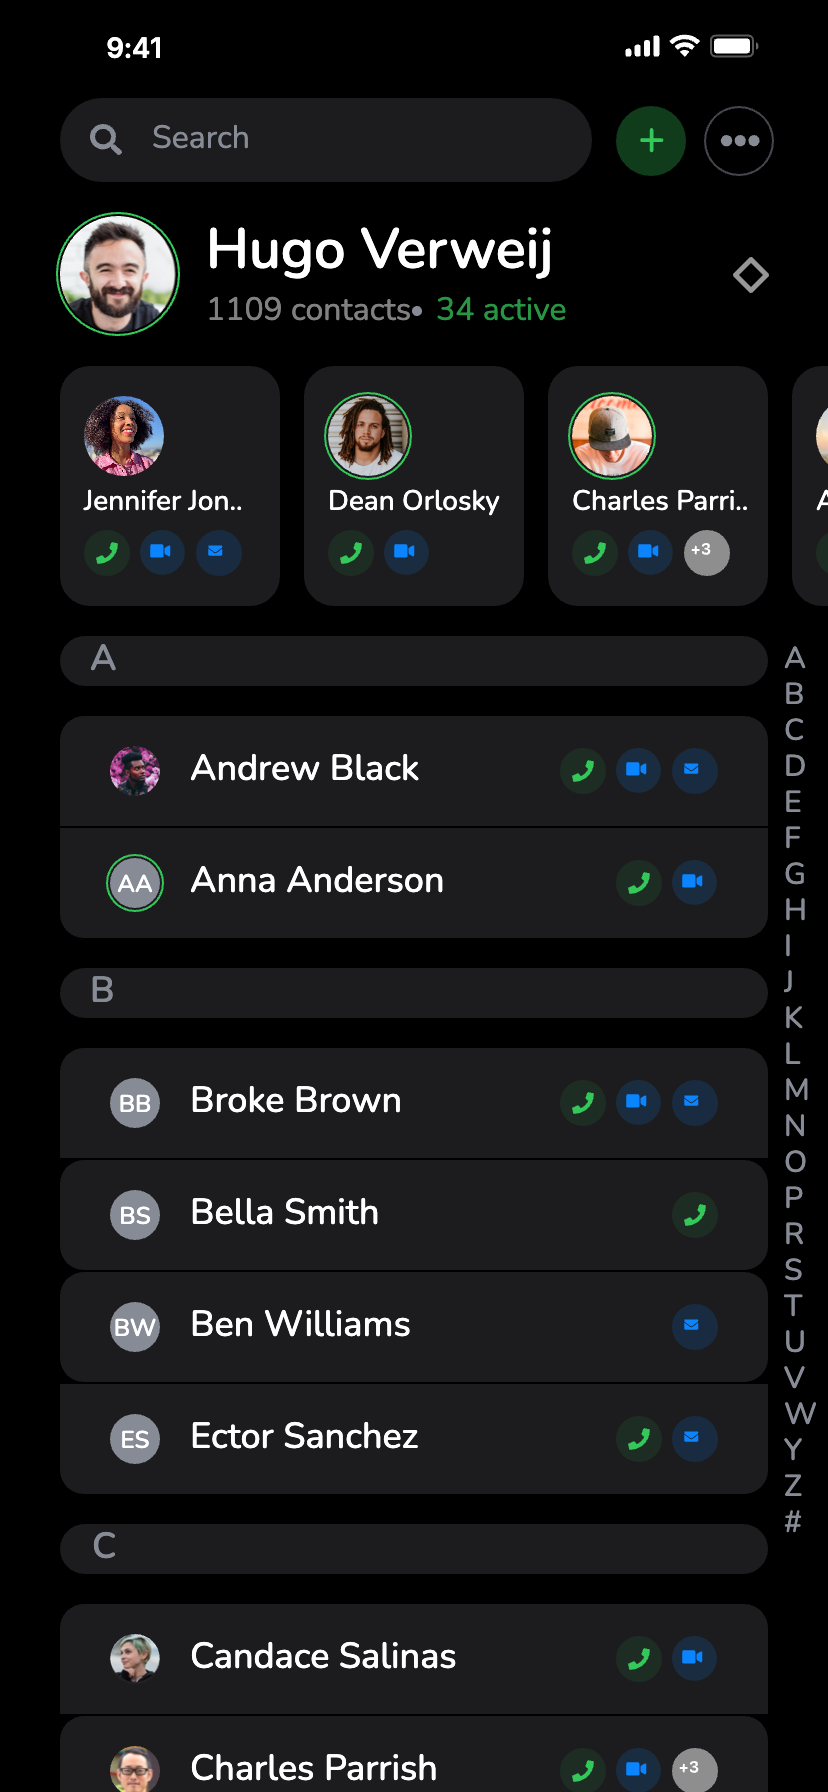 9:41
Search
Hugo Verweij
1109 contacts• 34 active
Jennifer Jon..
Dean Orlosky
Charles Parri..
A
+3
A
Andrew Black
AA Anna Anderson
B
BB Broke Brown
BS Bella Smith
BW Ben Williams
ES Ector Sanchez
C
Candace Salinas
Charles Parrish
+3
A
B
C
D
E
F
G
H
I
J
K
L
M
N
O
P
R
S
T
U
V
W
Y
Z
#